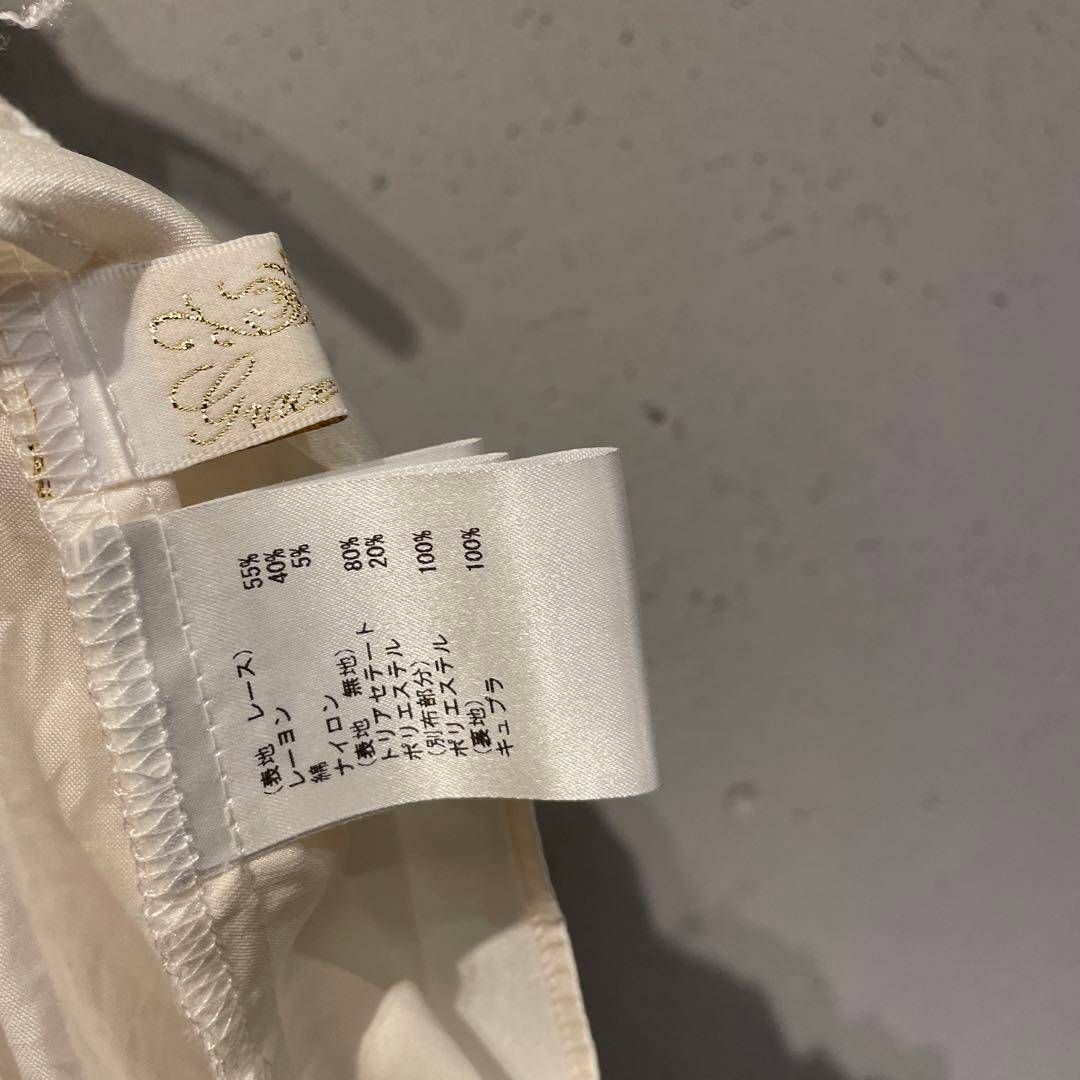 Grace
(表地 レース)
レーヨン 55%
綿 40%
ナイロン 5%
(表地 無地)
トリアセテート 80%
ポリエステル 20%
(別布部分)
ポリエステル 100%
(裏地)
キュプラ 100%